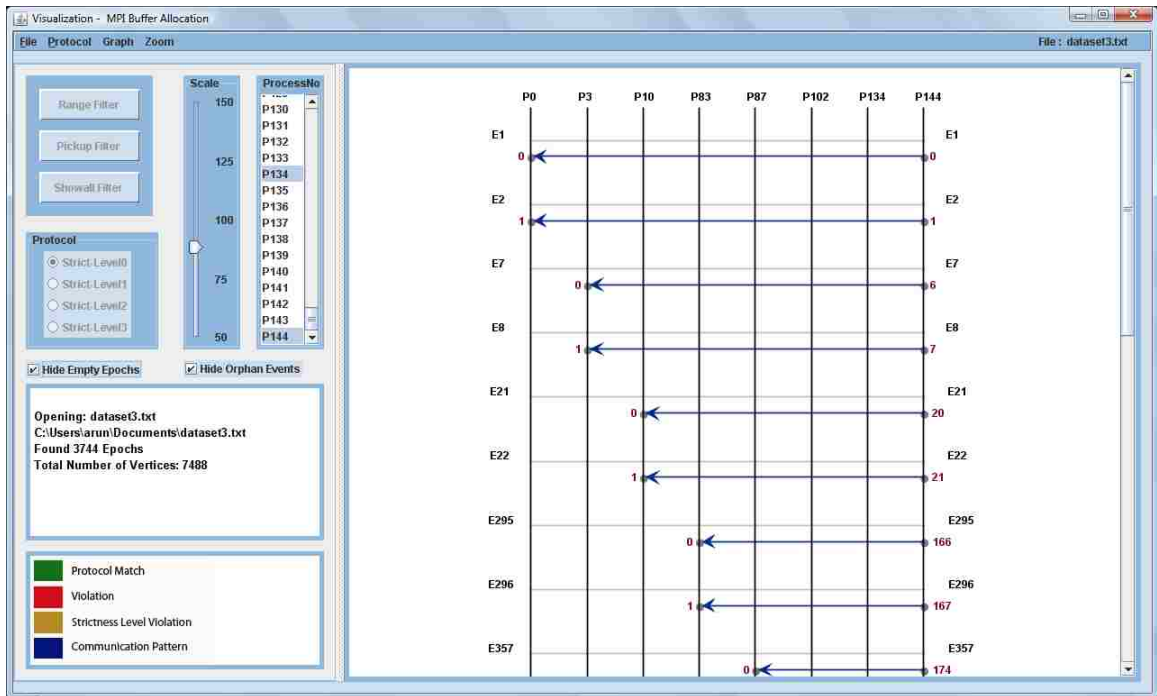 Visualization - MPI Buffer Allocation
File Protocol Graph Zoom
File : dataset3.txt
Range Filter
Pickup Filter
Showall Filter
Protocol
Strict-Level0
Strict-Level1
Strict-Level2
Strict-Level3
Scale
150
125
100
75
50
ProcessNo
P130
P131
P132
P133
P134
P135
P136
P137
P138
P139
P140
P141
P142
P143
P144
Hide Empty Epochs
Hide Orphan Events
Opening: dataset3.txt
C:\Users\arun\Documents\dataset3.txt
Found 3744 Epochs
Total Number of Vertices: 7488
Protocol Match
Violation
Strictness Level Violation
Communication Pattern
P0 P3 P10 P83 P87 P102 P134 P144
E1 E1
0 0
E2 E2
1 1
E7 E7
0 6
E8 E8
1 7
E21 E21
0 20
E22 E22
1 21
E295 E295
0 166
E296 E296
1 167
E357 E357
0 174